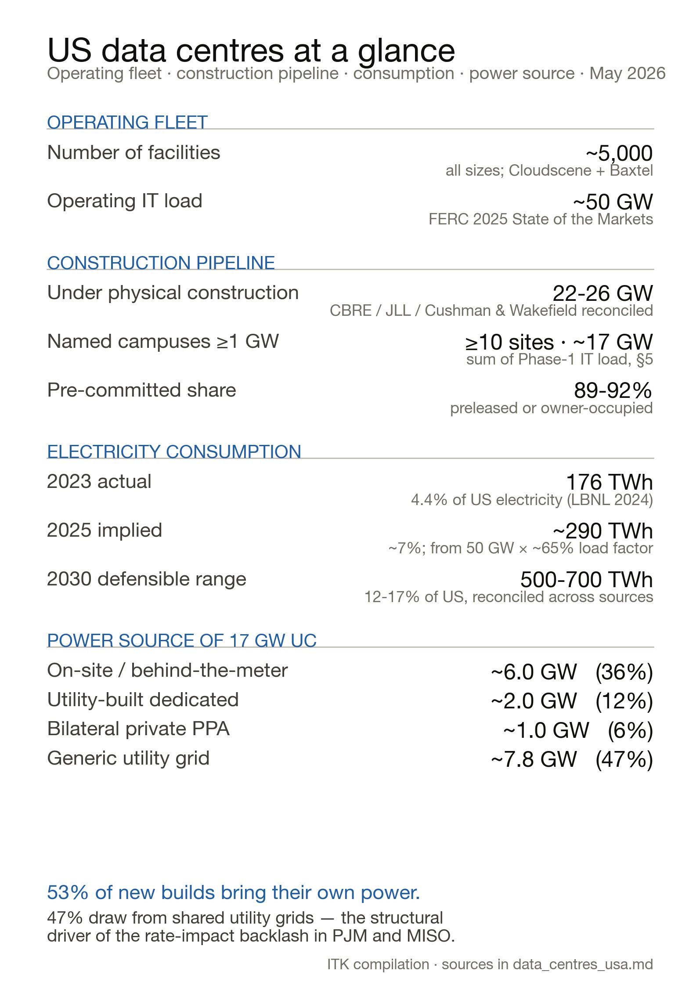 US data centres at a glance
Operating fleet · construction pipeline · consumption · power source · May 2026
OPERATING FLEET
Number of facilities ~5,000
all sizes; Cloudscene + Baxtel
Operating IT load ~50 GW
FERC 2025 State of the Markets
CONSTRUCTION PIPELINE
Under physical construction 22-26 GW
CBRE / JLL / Cushman & Wakefield reconciled
Named campuses ≥1 GW ≥10 sites · ~17 GW
sum of Phase-1 IT load, §5
Pre-committed share 89-92%
preleased or owner-occupied
ELECTRICITY CONSUMPTION
2023 actual 176 TWh
4.4% of US electricity (LBNL 2024)
2025 implied ~290 TWh
~7%; from 50 GW × ~65% load factor
2030 defensible range 500-700 TWh
12-17% of US, reconciled across sources
POWER SOURCE OF 17 GW UC
On-site / behind-the-meter ~6.0 GW (36%)
Utility-built dedicated ~2.0 GW (12%)
Bilateral private PPA ~1.0 GW (6%)
Generic utility grid ~7.8 GW (47%)
53% of new builds bring their own power.
47% draw from shared utility grids — the structural
driver of the rate-impact backlash in PJM and MISO.
ITK compilation · sources in data_centres_usa.md